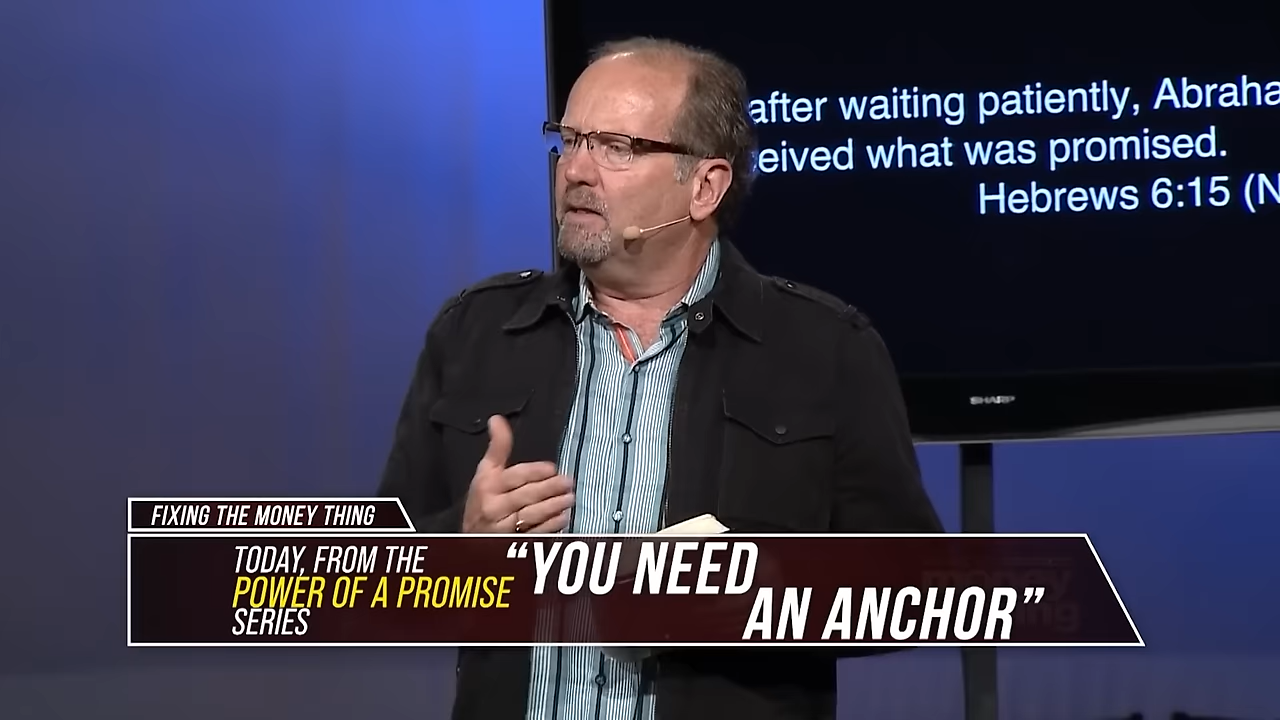 after waiting patiently, Abraha
ceived what was promised.
Hebrews 6:15 (N
SHARP
FIXING THE MONEY THING
TODAY, FROM THE
POWER OF A PROMISE
SERIES
“YOU NEED
AN ANCHOR”